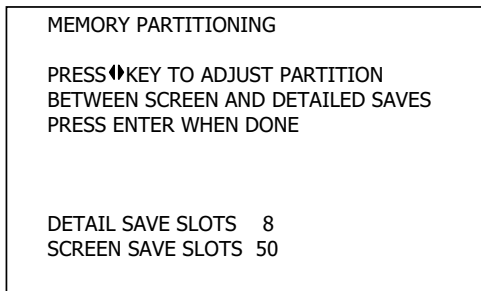 MEMORY PARTITIONING
PRESS KEY TO ADJUST PARTITION
BETWEEN SCREEN AND DETAILED SAVES
PRESS ENTER WHEN DONE
DETAIL SAVE SLOTS 8
SCREEN SAVE SLOTS 50